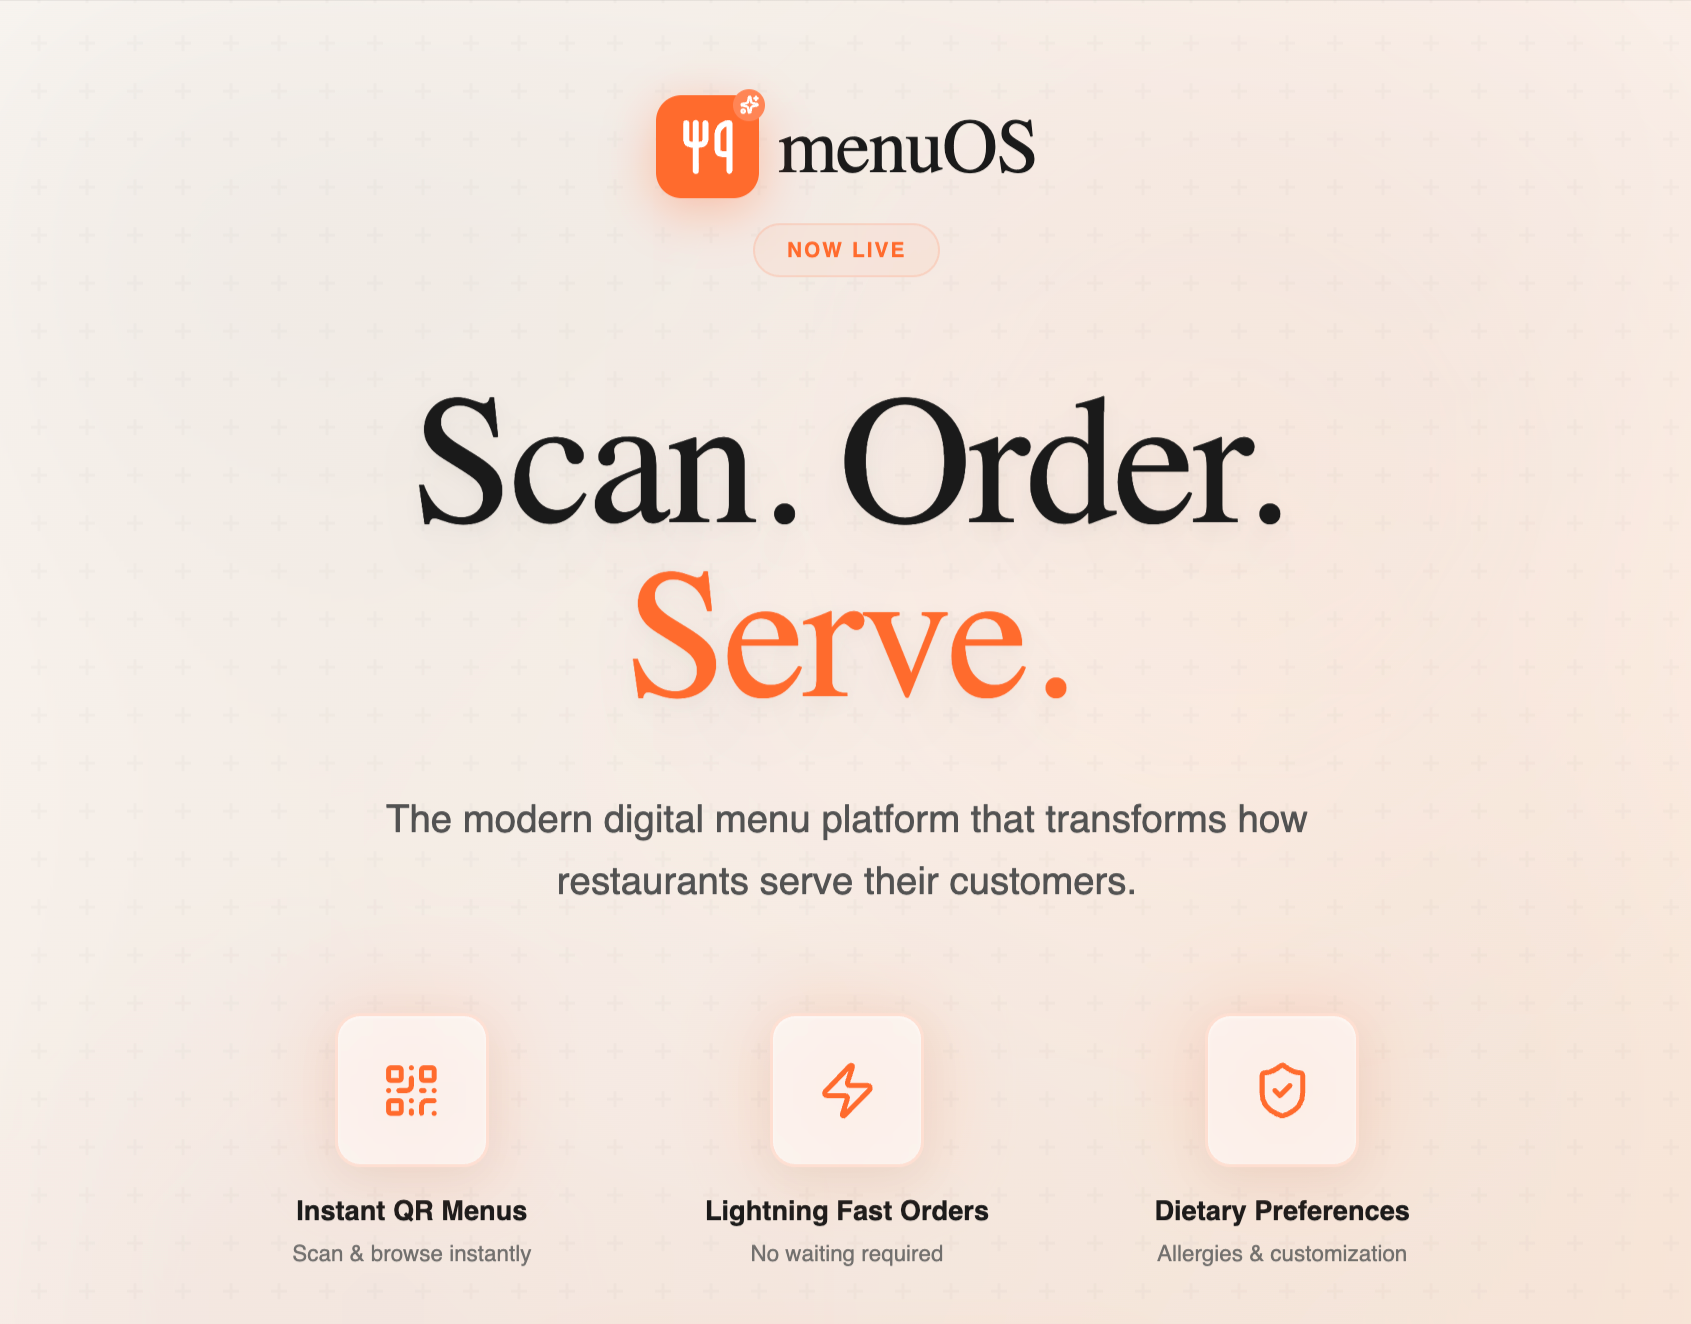 menuOS
NOW LIVE
Scan. Order.
Serve.
The modern digital menu platform that transforms how
restaurants serve their customers.
Instant QR Menus
Scan & browse instantly
Lightning Fast Orders
No waiting required
Dietary Preferences
Allergies & customization